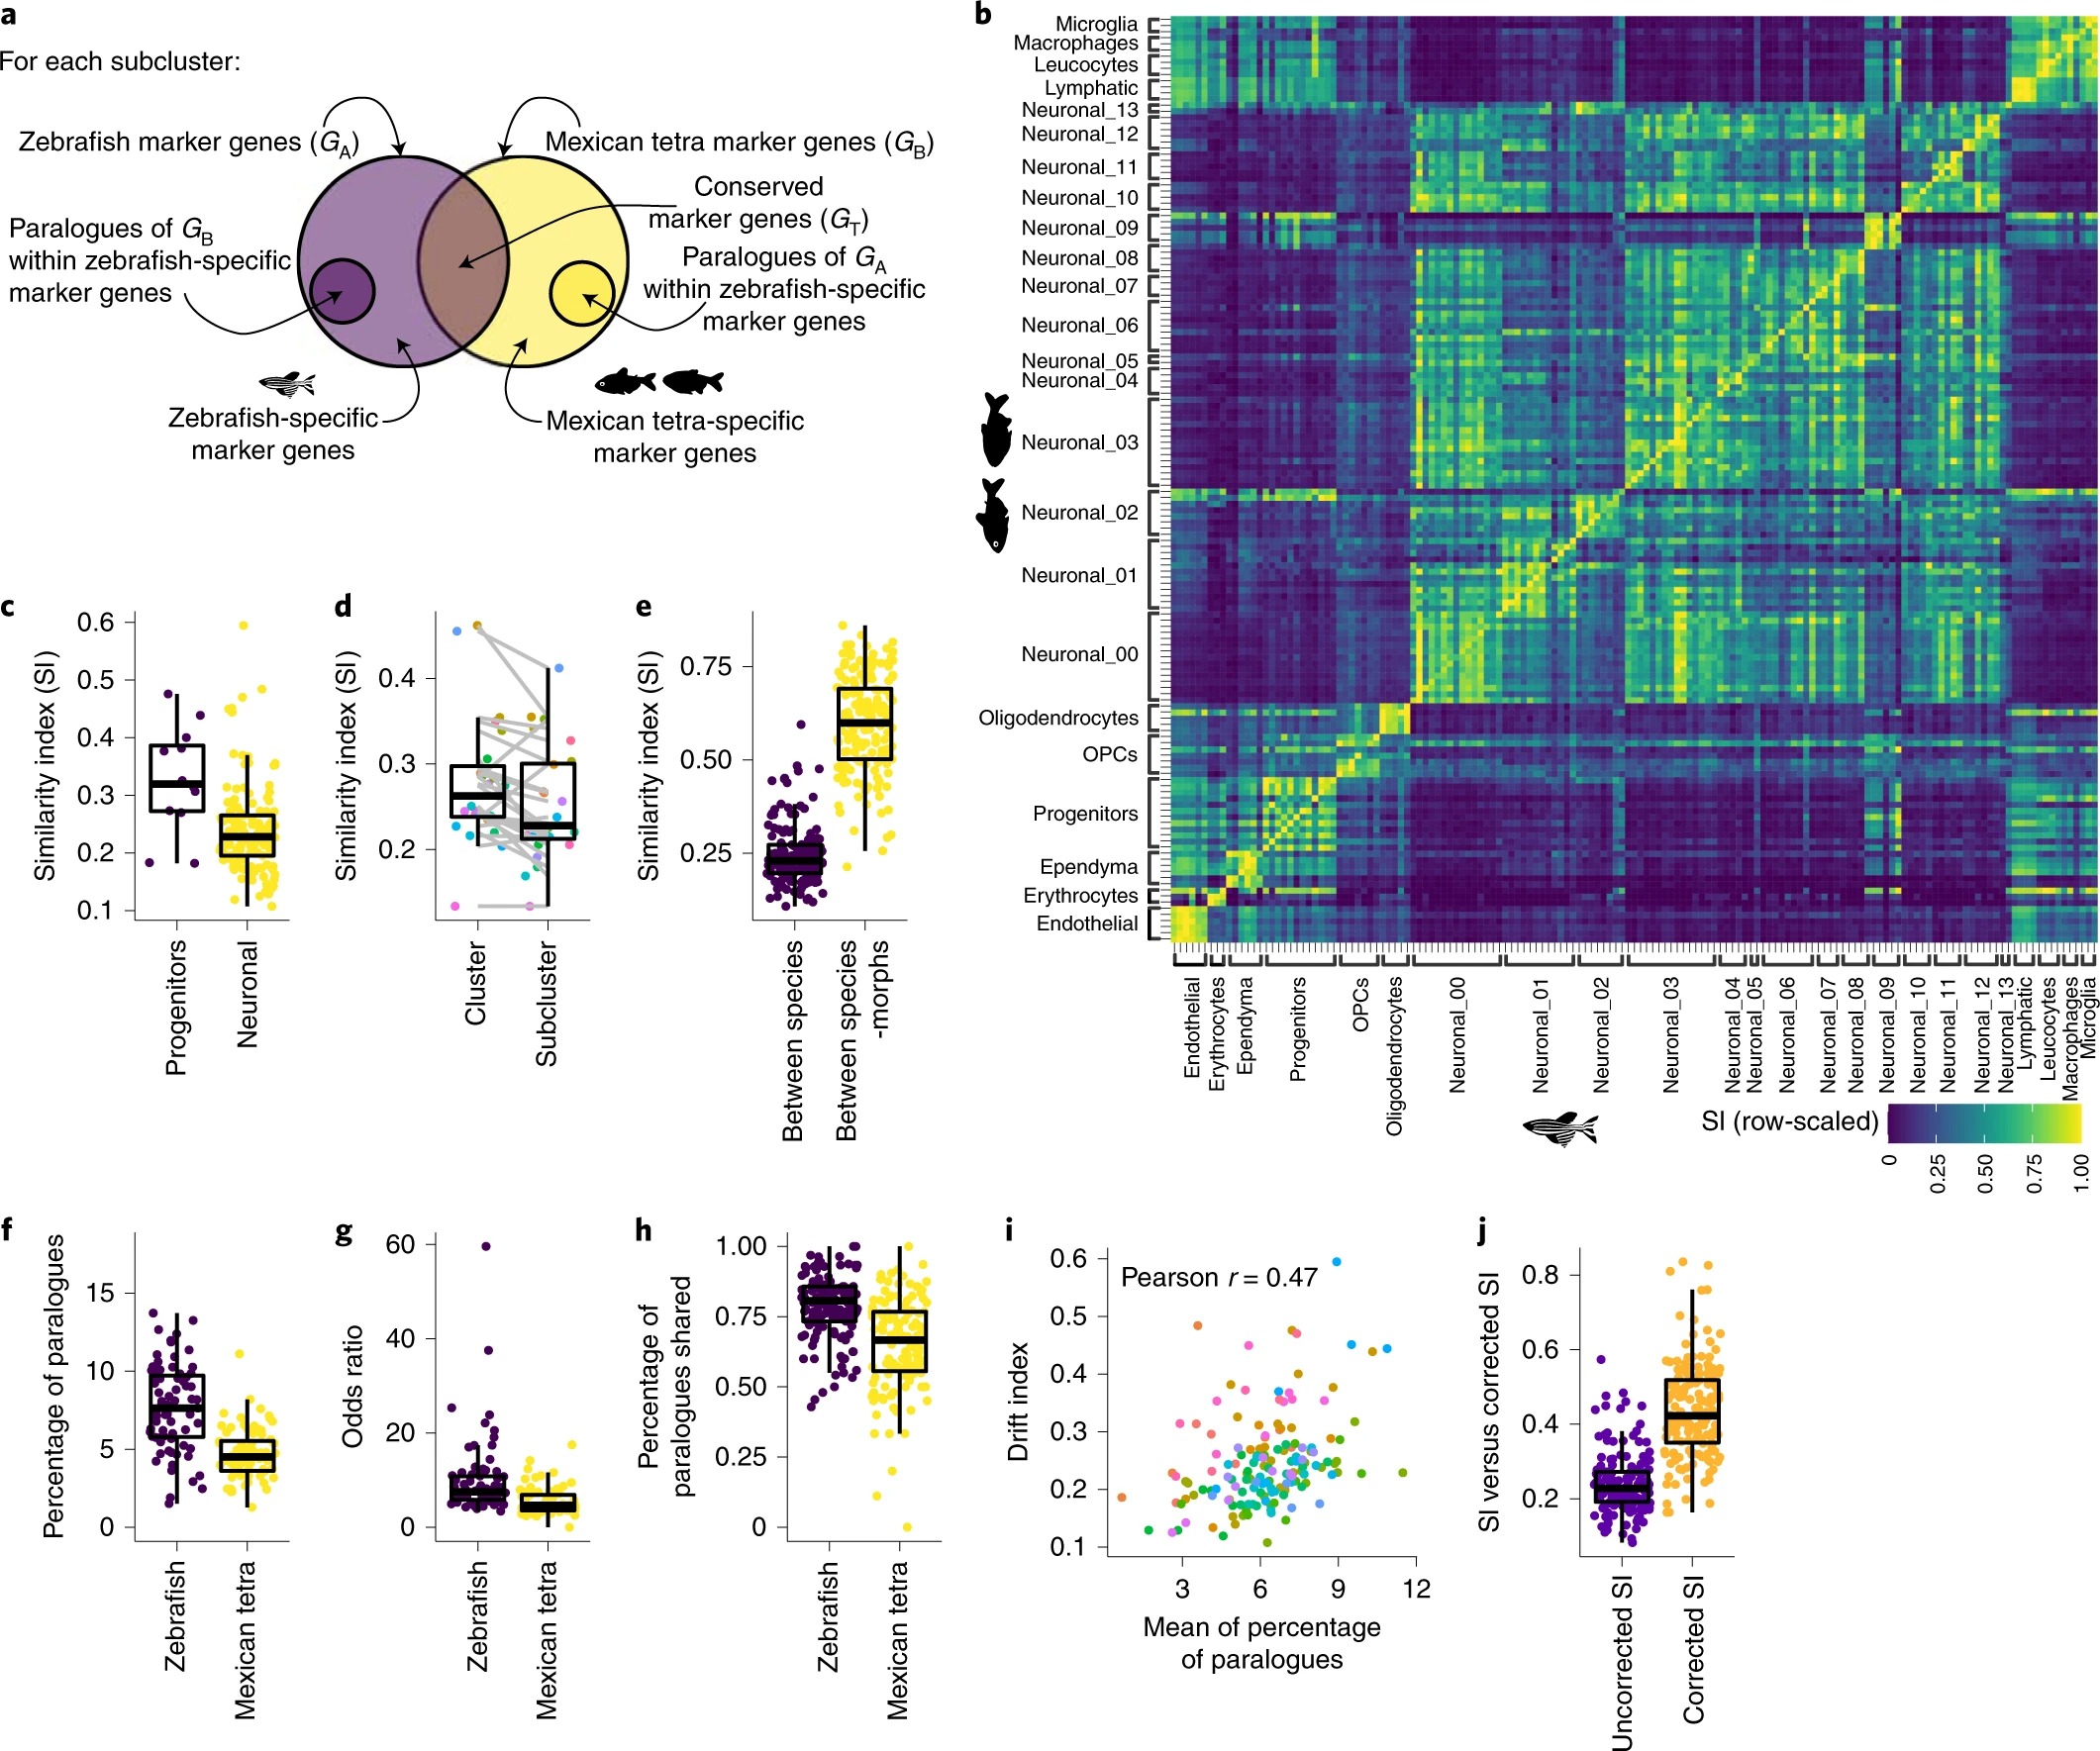 a
For each subcluster:
Zebrafish marker genes (GA)
Mexican tetra marker genes (GB)
Conserved
marker genes (GT)
Paralogues of GB
within zebrafish-specific
marker genes
Paralogues of GA
within zebrafish-specific
marker genes
Zebrafish-specific
marker genes
Mexican tetra-specific
marker genes
b
Microglia
Macrophages
Leucocytes
Lymphatic
Neuronal_13
Neuronal_12
Neuronal_11
Neuronal_10
Neuronal_09
Neuronal_08
Neuronal_07
Neuronal_06
Neuronal_05
Neuronal_04
Neuronal_03
Neuronal_02
Neuronal_01
Neuronal_00
Oligodendrocytes
OPCs
Progenitors
Ependyma
Erythrocytes
Endothelial
Endothelial
Erythrocytes
Ependyma
Progenitors
OPCs
Oligodendrocytes
Neuronal_00
Neuronal_01
Neuronal_02
Neuronal_03
Neuronal_04
Neuronal_05
Neuronal_06
Neuronal_07
Neuronal_08
Neuronal_09
Neuronal_10
Neuronal_11
Neuronal_12
Neuronal_13
Lymphatic
Leucocytes
Macrophages
Microglia
SI (row-scaled)
0
0.25
0.50
0.75
1.00
c
Similarity index (SI)
0.6
0.5
0.4
0.3
0.2
0.1
Progenitors
Neuronal
d
Similarity index (SI)
0.4
0.3
0.2
Cluster
Subcluster
e
Similarity index (SI)
0.75
0.50
0.25
Between species
Between species
-morphs
f
Percentage of paralogues
15
10
5
0
Zebrafish
Mexican tetra
g
Odds ratio
60
40
20
0
Zebrafish
Mexican tetra
h
Percentage of
paralogues shared
1.00
0.75
0.50
0.25
0
Zebrafish
Mexican tetra
i
Drift index
Pearson r = 0.47
0.6
0.5
0.4
0.3
0.2
0.1
3
6
9
12
Mean of percentage
of paralogues
j
SI versus corrected SI
0.8
0.6
0.4
0.2
Uncorrected SI
Corrected SI